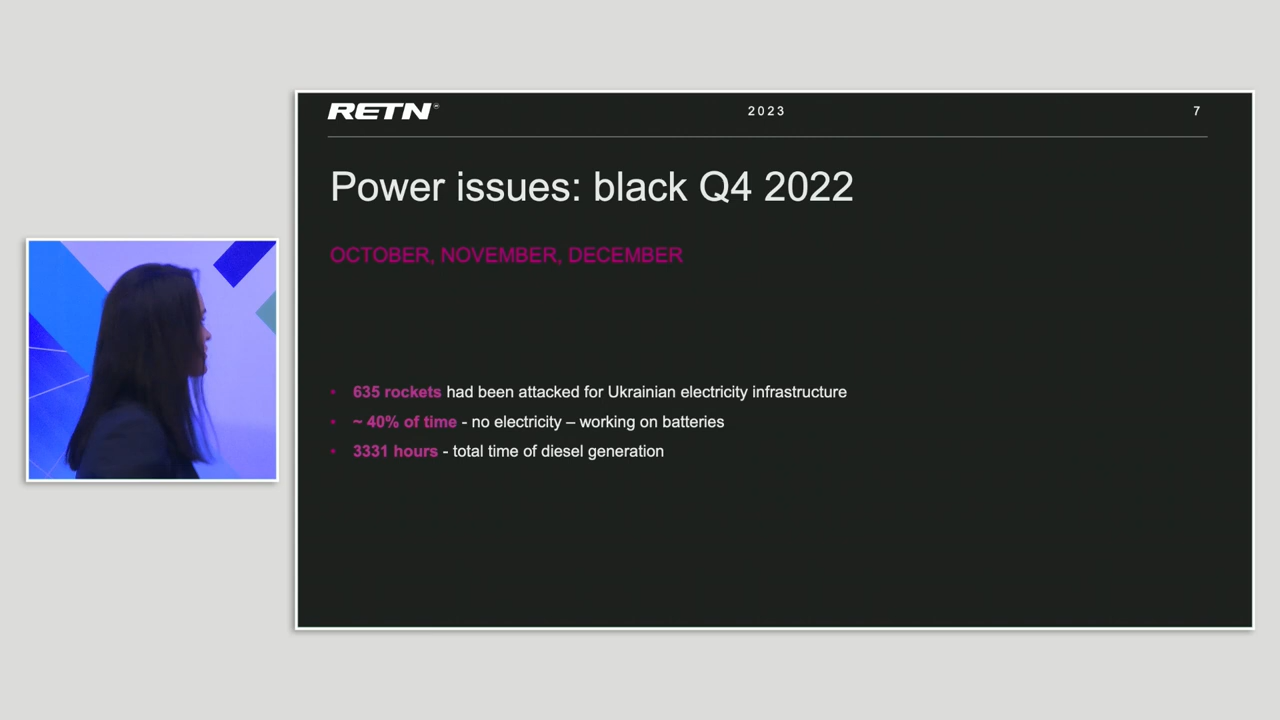 RETN
2023
7
Power issues: black Q4 2022
OCTOBER, NOVEMBER, DECEMBER
• 635 rockets had been attacked for Ukrainian electricity infrastructure
• ~ 40% of time - no electricity – working on batteries
• 3331 hours - total time of diesel generation